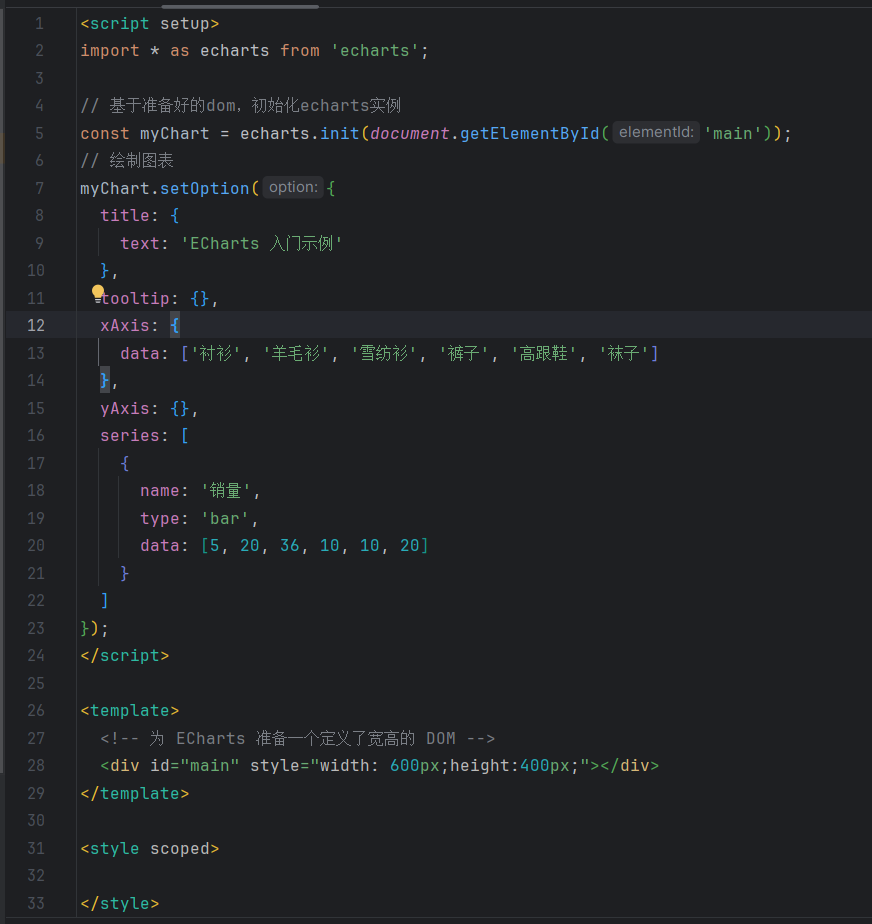 1 <script setup>
2 import * as echarts from 'echarts';
3
4 // 基于准备好的dom，初始化echarts实例
5 const myChart = echarts.init(document.getElementById( elementId: 'main'));
6 // 绘制图表
7 myChart.setOption( option: {
8   title: {
9     text: 'ECharts 入门示例'
10   },
11   tooltip: {},
12   xAxis: {
13     data: ['衬衫', '羊毛衫', '雪纺衫', '裤子', '高跟鞋', '袜子']
14   },
15   yAxis: {},
16   series: [
17     {
18       name: '销量',
19       type: 'bar',
20       data: [5, 20, 36, 10, 10, 20]
21     }
22   ]
23 });
24 </script>
25
26 <template>
27   <!-- 为 ECharts 准备一个定义了宽高的 DOM -->
28   <div id="main" style="width: 600px;height:400px;"></div>
29 </template>
30
31 <style scoped>
32
33 </style>